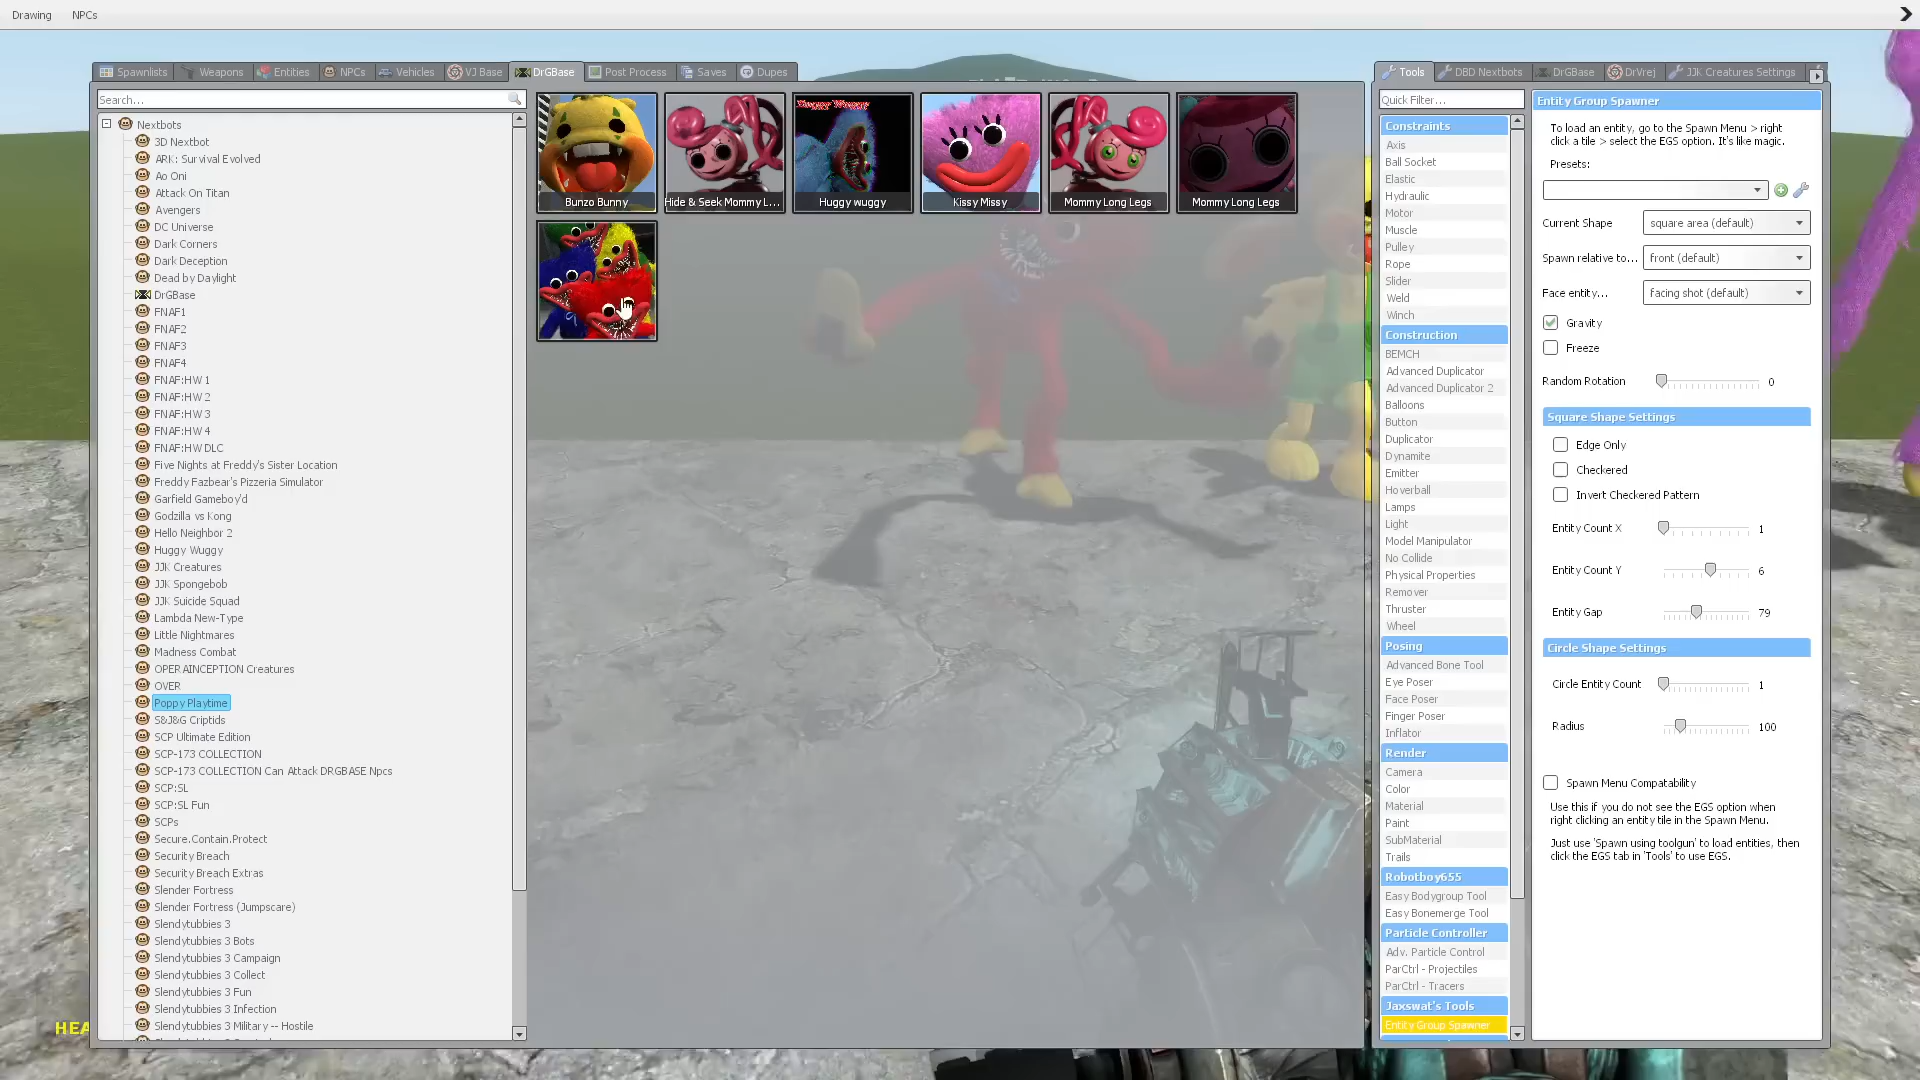 Drawing NPCs
Spawnlists Weapons Entities NPCs Vehicles VJ Base DrGBase Post Process Saves Dupes
Search...
Nextbots
3D Nextbot
ARK: Survival Evolved
Ao Oni
Attack On Titan
Avengers
DC Universe
Dark Corners
Dark Deception
Dead by Daylight
DrGBase
FNAF1
FNAF2
FNAF3
FNAF4
FNAF:HW 1
FNAF:HW 2
FNAF:HW 3
FNAF:HW 4
FNAF:HW DLC
Five Nights at Freddy's Sister Location
Freddy Fazbear's Pizzeria Simulator
Garfield Gameboy'd
Godzilla vs Kong
Hello Neighbor 2
Huggy Wuggy
JJK Creatures
JJK Spongebob
JJK Suicide Squad
Lambda New-Type
Little Nightmares
Madness Combat
OPERAINCEPTION Creatures
OVER
Poppy Playtime
S&J&G Criptids
SCP Ultimate Edition
SCP-173 COLLECTION
SCP-173 COLLECTION Can Attack DRGBASE Npcs
SCP:SL
SCP:SL Fun
SCPs
Secure.Contain.Protect
Security Breach
Security Breach Extras
Slender Fortress
Slender Fortress (Jumpscare)
Slendytubbies 3
Slendytubbies 3 Bots
Slendytubbies 3 Campaign
Slendytubbies 3 Collect
Slendytubbies 3 Fun
Slendytubbies 3 Infection
Slendytubbies 3 Military -- Hostile
HEA
Bunzo Bunny
Hide & Seek Mommy L...
Huggy wuggy
Kissy Missy
Mommy Long Legs
Mommy Long Legs
Tools DBD Nextbots DrGBase DrVrej JJK Creatures Settings
Quick Filter...
Constraints
Axis
Ball Socket
Elastic
Hydraulic
Motor
Muscle
Pulley
Rope
Slider
Weld
Winch
Construction
BEMCH
Advanced Duplicator
Advanced Duplicator 2
Balloons
Button
Duplicator
Dynamite
Emitter
Hoverball
Lamps
Light
Model Manipulator
No Collide
Physical Properties
Remover
Thruster
Wheel
Posing
Advanced Bone Tool
Eye Poser
Face Poser
Finger Poser
Inflator
Render
Camera
Color
Material
Paint
SubMaterial
Trails
Robotboy655
Easy Bodygroup Tool
Easy Bonemerge Tool
Particle Controller
Adv. Particle Control
ParCtrl - Projectiles
ParCtrl - Tracers
Jaxswat's Tools
Entity Group Spawner
Entity Group Spawner
To load an entity, go to the Spawn Menu > right
click a tile > select the EGS option. It's like magic.
Presets:
Current Shape square area (default)
Spawn relative to... front (default)
Face entity... facing shot (default)
Gravity
Freeze
Random Rotation 0
Square Shape Settings
Edge Only
Checkered
Invert Checkered Pattern
Entity Count X 1
Entity Count Y 6
Entity Gap 79
Circle Shape Settings
Circle Entity Count 1
Radius 100
Spawn Menu Compatability
Use this if you do not see the EGS option when
right clicking an entity tile in the Spawn Menu.
Just use 'Spawn using toolgun' to load entities, then
click the EGS tab in 'Tools' to use EGS.